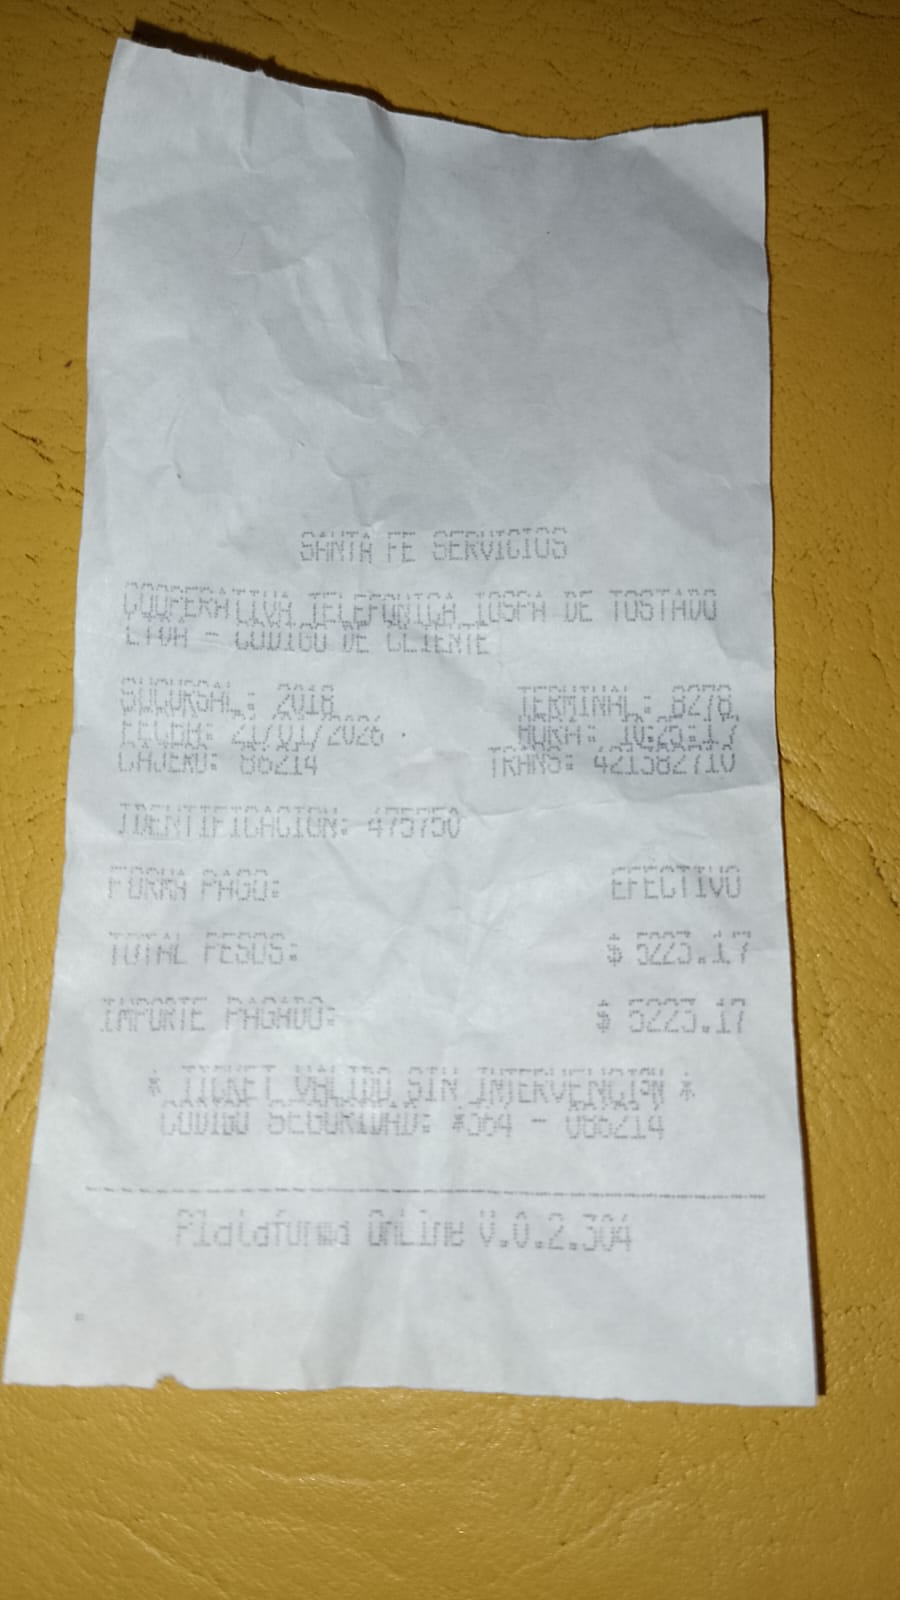 SANTA FE SERVICIOS
COOPERATIVA TELEFONICA IOSPA DE TOSTADO
LTDA - CODIGO DE CLIENTE
SUCURSAL: 2018 TERMINAL: 8278
FECHA: 21/01/2026 HORA: 10:25:17
CAJERO: 86214 TRANS: 421382710
IDENTIFICACION: 475750
FORMA PAGO: EFECTIVO
TOTAL PESOS: $ 5223.17
IMPORTE PAGADO: $ 5223.17
* TICKET VALIDO SIN INTERVENCION *
CODIGO SEGURIDAD: *364 - 086214
Plataforma OnLine V.0.2.304